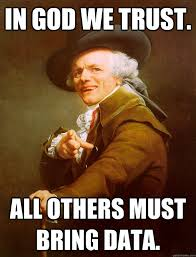 IN GOD WE TRUST.
ALL OTHERS MUST
BRING DATA.